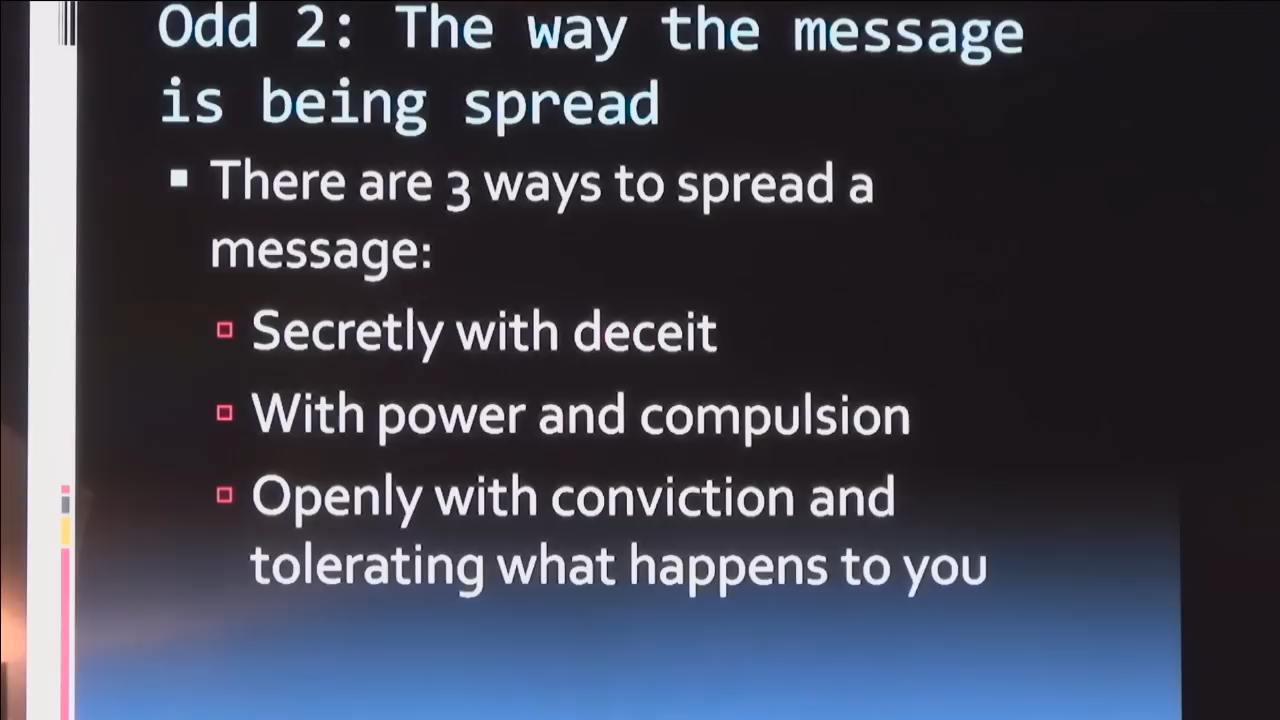 Odd 2: The way the message
is being spread
There are 3 ways to spread a
message:
Secretly with deceit
With power and compulsion
Openly with conviction and
tolerating what happens to you